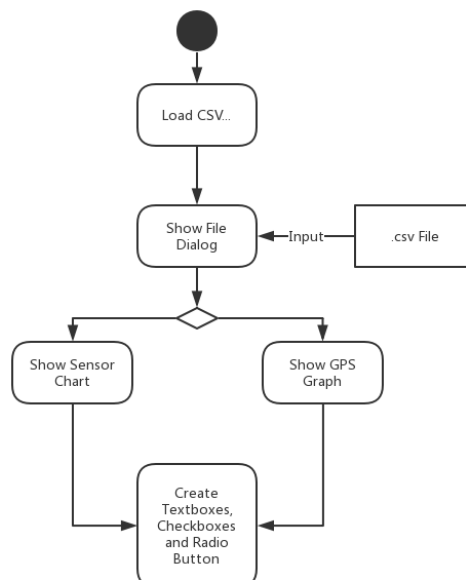 Load CSV...
Show File
Dialog
Input
.csv File
Show Sensor
Chart
Show GPS
Graph
Create
Textboxes,
Checkboxes
and Radio
Button